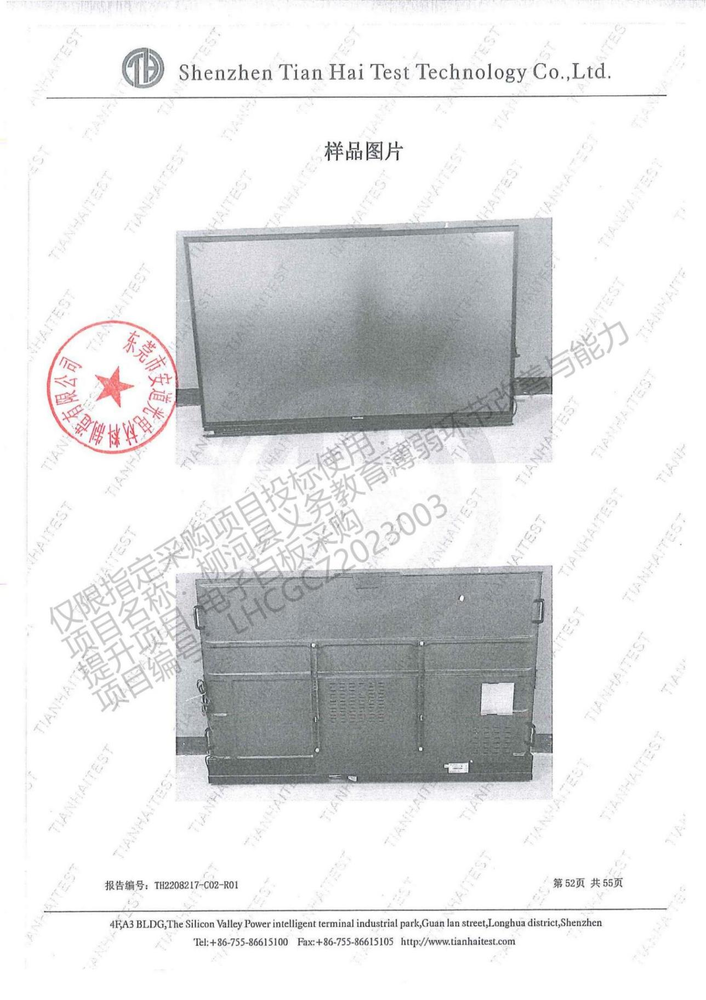 TH Shenzhen Tian Hai Test Technology Co.,Ltd.
样品图片
东莞市安道光电材料制造有限公司
仅限指定采购项目投标使用.
项目名称：柳河县义务教育薄弱环节改善与能力
提升项目 电子白板采购
项目编号：LHCGCZ2023003
TIANHAITEST
报告编号：TH2208217-C02-R01
第 52页 共 55页
4F,A3 BLDG,The Silicon Valley Power intelligent terminal industrial park,Guan lan street,Longhua district,Shenzhen
Tel:+86-755-86615100 Fax:+86-755-86615105 http://www.tianhaitest.com